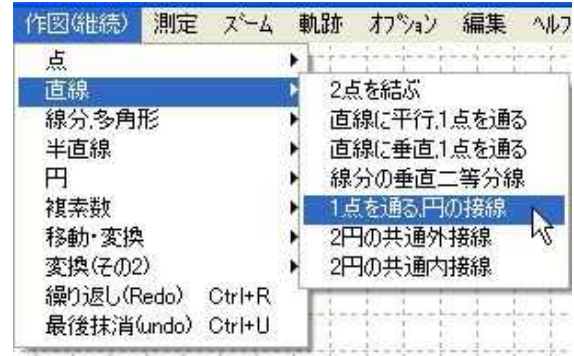 作図(継続) 測定 ズーム 軌跡 オプション 編集 ヘルプ
点
直線
線分,多角形
半直線
円
複素数
移動・変換
変換(その2)
繰り返し(Redo) Ctrl+R
最後抹消(undo) Ctrl+U
2点を結ぶ
直線に平行,1点を通る
直線に垂直,1点を通る
線分の垂直二等分線
1点を通る,円の接線
2円の共通外接線
2円の共通内接線